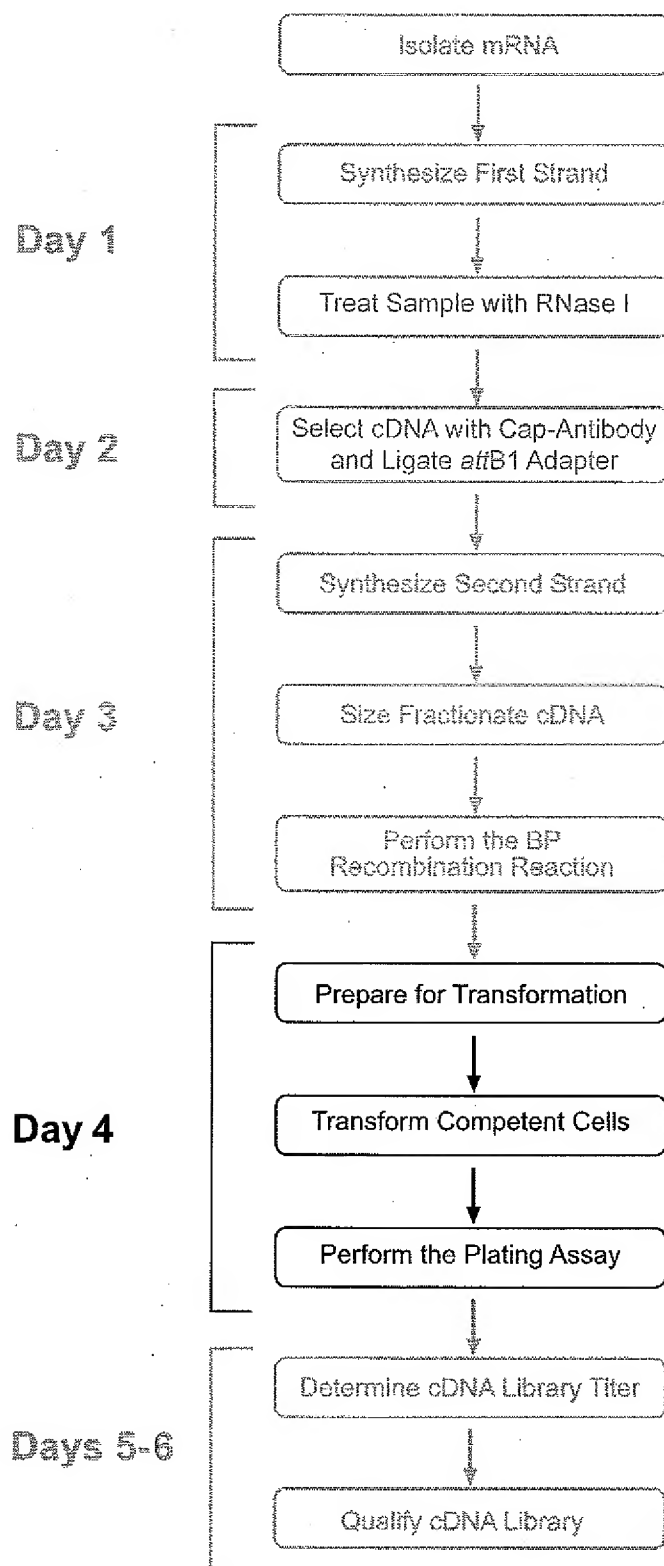 Isolate mRNA
Day 1
Synthesize First Strand
Treat Sample with RNase I
Day 2
Select cDNA with Cap-Antibody
and Ligate attB1 Adapter
Day 3
Synthesize Second Strand
Size Fractionate cDNA
Perform the BP
Recombination Reaction
Day 4
Prepare for Transformation
Transform Competent Cells
Perform the Plating Assay
Days 5-6
Determine cDNA Library Titer
Qualify cDNA Library